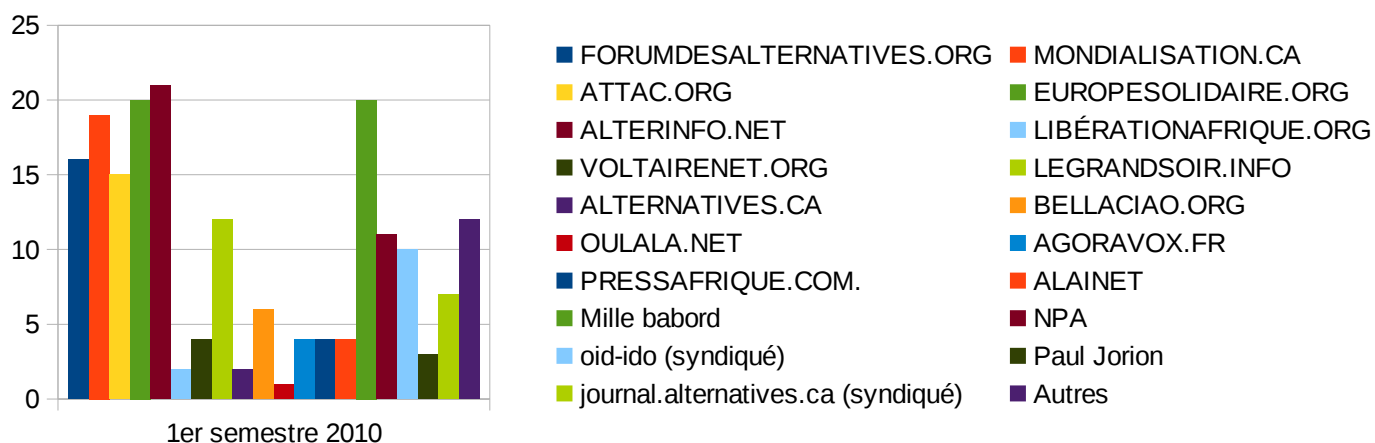 25
20
15
10
5
0
1er semestre 2010
FORUMDESALTERNATIVES.ORG
MONDIALISATION.CA
ATTAC.ORG
EUROPESOLIDAIRE.ORG
ALTERINFO.NET
LIBÉRATIONAFRIQUE.ORG
VOLTAIRENET.ORG
LEGRANDSOIR.INFO
ALTERNATIVES.CA
BELLACIAO.ORG
OULALA.NET
AGORAVOX.FR
PRESSAFRIQUE.COM.
ALAINET
Mille babord
NPA
oid-ido (syndiqué)
Paul Jorion
journal.alternatives.ca (syndiqué)
Autres